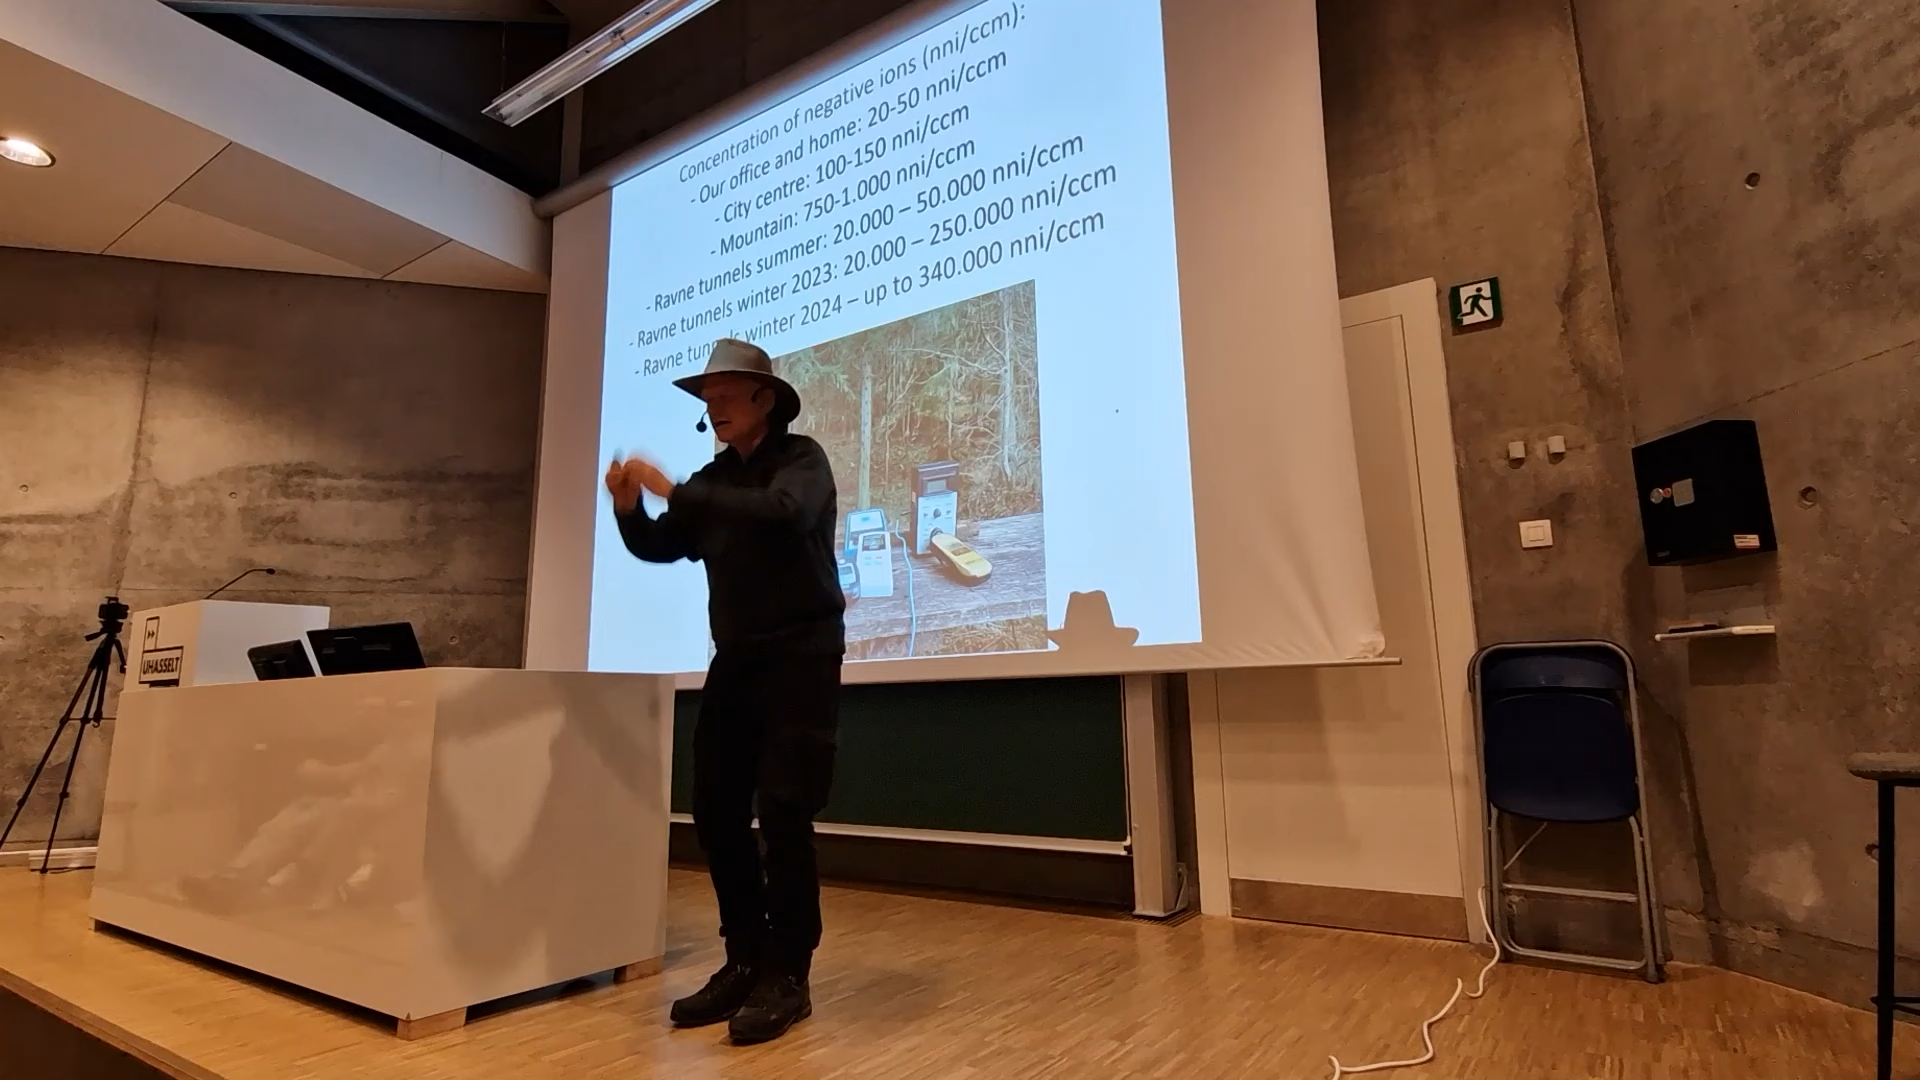 Concentration of negative ions (nni/ccm):
- Our office and home: 20-50 nni/ccm
- City centre: 100-150 nni/ccm
- Mountain: 750-1.000 nni/ccm
- Ravne tunnels summer: 20.000 – 50.000 nni/ccm
- Ravne tunnels winter 2023: 20.000 – 250.000 nni/ccm
- Ravne tunnels winter 2024 – up to 340.000 nni/ccm
UHASSELT